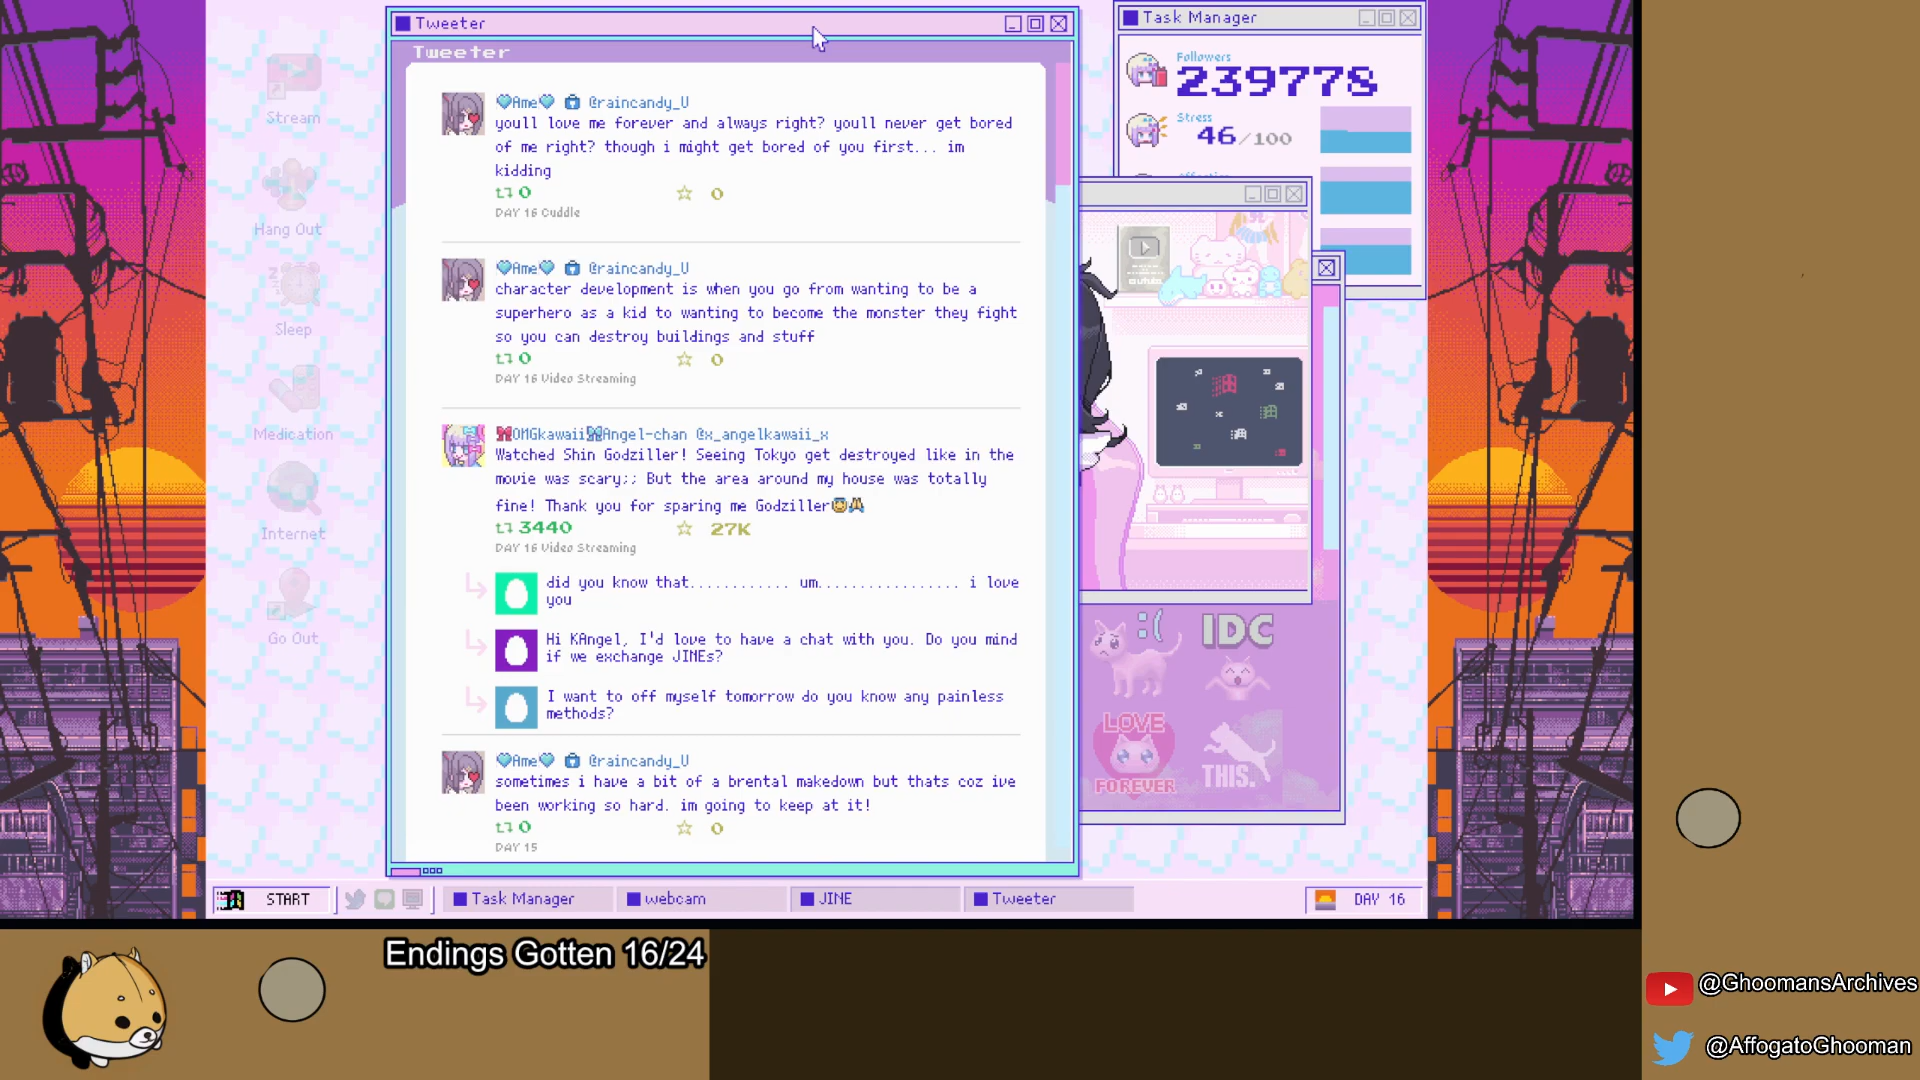 Tweeter
Tweeter
Ame @raincandy_U
youll love me forever and always right? youll never get bored
of me right? though i might get bored of you first... im
kidding
0 0
DAY 16 Cuddle
Ame @raincandy_U
character development is when you go from wanting to be a
superhero as a kid to wanting to become the monster they fight
so you can destroy buildings and stuff
0 0
DAY 16 Video Streaming
OMGkawaii Angel-chan @x_angelkawaii_x
Watched Shin Godziller! Seeing Tokyo get destroyed like in the
movie was scary;; But the area around my house was totally
fine! Thank you for sparing me Godziller
3440 27K
DAY 16 Video Streaming
did you know that............ um................. i love
you
Hi KAngel, I'd love to have a chat with you. Do you mind
if we exchange JINEs?
I want to off myself tomorrow do you know any painless
methods?
Ame @raincandy_U
sometimes i have a bit of a brental makedown but thats coz ive
been working so hard. im going to keep at it!
0 0
DAY 15
Stream
Hang Out
Sleep
Medication
Internet
Go Out
Task Manager
Followers
239778
Stress
46/100
:(
IDC
LOVE
FOREVER
THIS.
START
Task Manager
webcam
JINE
Tweeter
DAY 16
Endings Gotten 16/24
@GhoomansArchives
@AffogatoGhooman